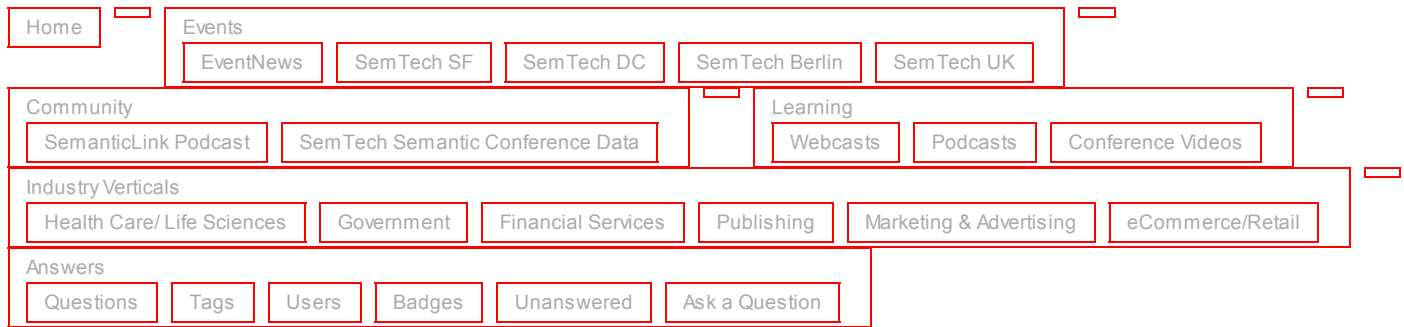 Home Events
EventNews SemTech SF SemTech DC SemTech Berlin SemTech UK
Community Learning
SemanticLink Podcast SemTech Semantic Conference Data Webcasts Podcasts Conference Videos
Industry Verticals
Health Care/ Life Sciences Government Financial Services Publishing Marketing & Advertising eCommerce/Retail
Answers
Questions Tags Users Badges Unanswered Ask a Question